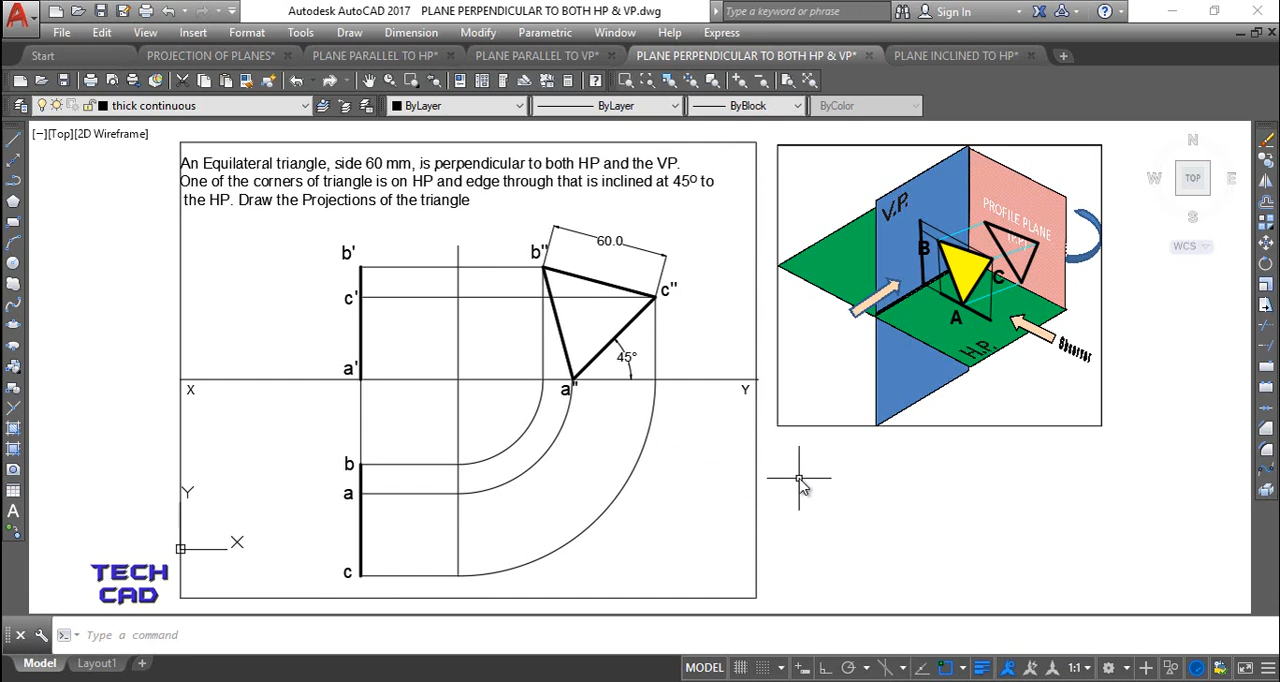 Autodesk AutoCAD 2017 PLANE PERPENDICULAR TO BOTH HP & VP.dwg
Type a keyword or phrase
Sign In
File Edit View Insert Format Tools Draw Dimension Modify Parametric Window Help Express
Start
PROJECTION OF PLANES*
PLANE PARALLEL TO HP*
PLANE PARALLEL TO VP*
PLANE PERPENDICULAR TO BOTH HP & VP*
PLANE INCLINED TO HP*
thick continuous
ByLayer
ByLayer
ByBlock
ByColor
[−][Top][2D Wireframe]
An Equilateral triangle, side 60 mm, is perpendicular to both HP and the VP.
One of the corners of triangle is on HP and edge through that is inclined at 45º to
the HP. Draw the Projections of the triangle
b'
b"
60.0
c'
c"
45°
a'
a"
X
Y
b
a
c
Y
X
TECH
CAD
V.P.
PROFILE PLANE
B
C
A
H.P.
Observer
N
W
TOP
E
S
WCS
Type a command
Model
Layout1
MODEL
1:1